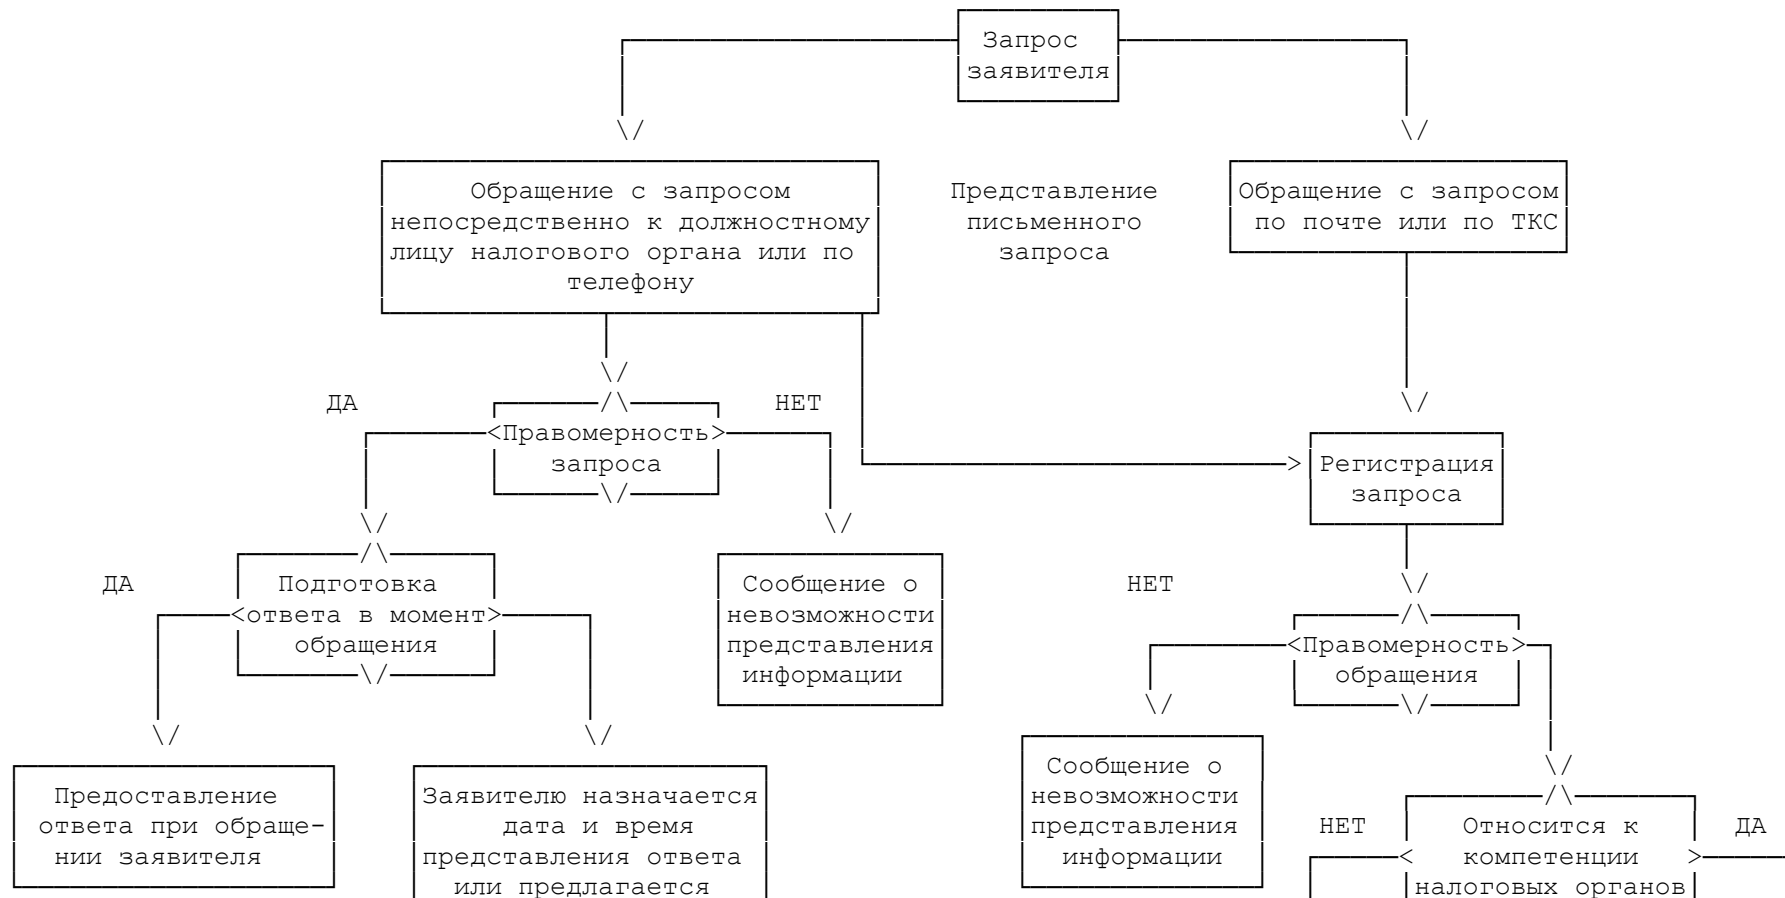 Запрос
заявителя
Обращение с запросом
непосредственно к должностному
лицу налогового органа или по
телефону
Представление
письменного
запроса
Обращение с запросом
по почте или по ТКС
ДА
НЕТ
Правомерность
запроса
Регистрация
запроса
ДА
Подготовка
ответа в момент
обращения
Сообщение о
невозможности
представления
информации
НЕТ
Правомерность
обращения
Предоставление
ответа при обраще-
нии заявителя
Заявителю назначается
дата и время
представления ответа
или предлагается
Сообщение о
невозможности
представления
информации
НЕТ
Относится к
компетенции
налоговых органов
ДА